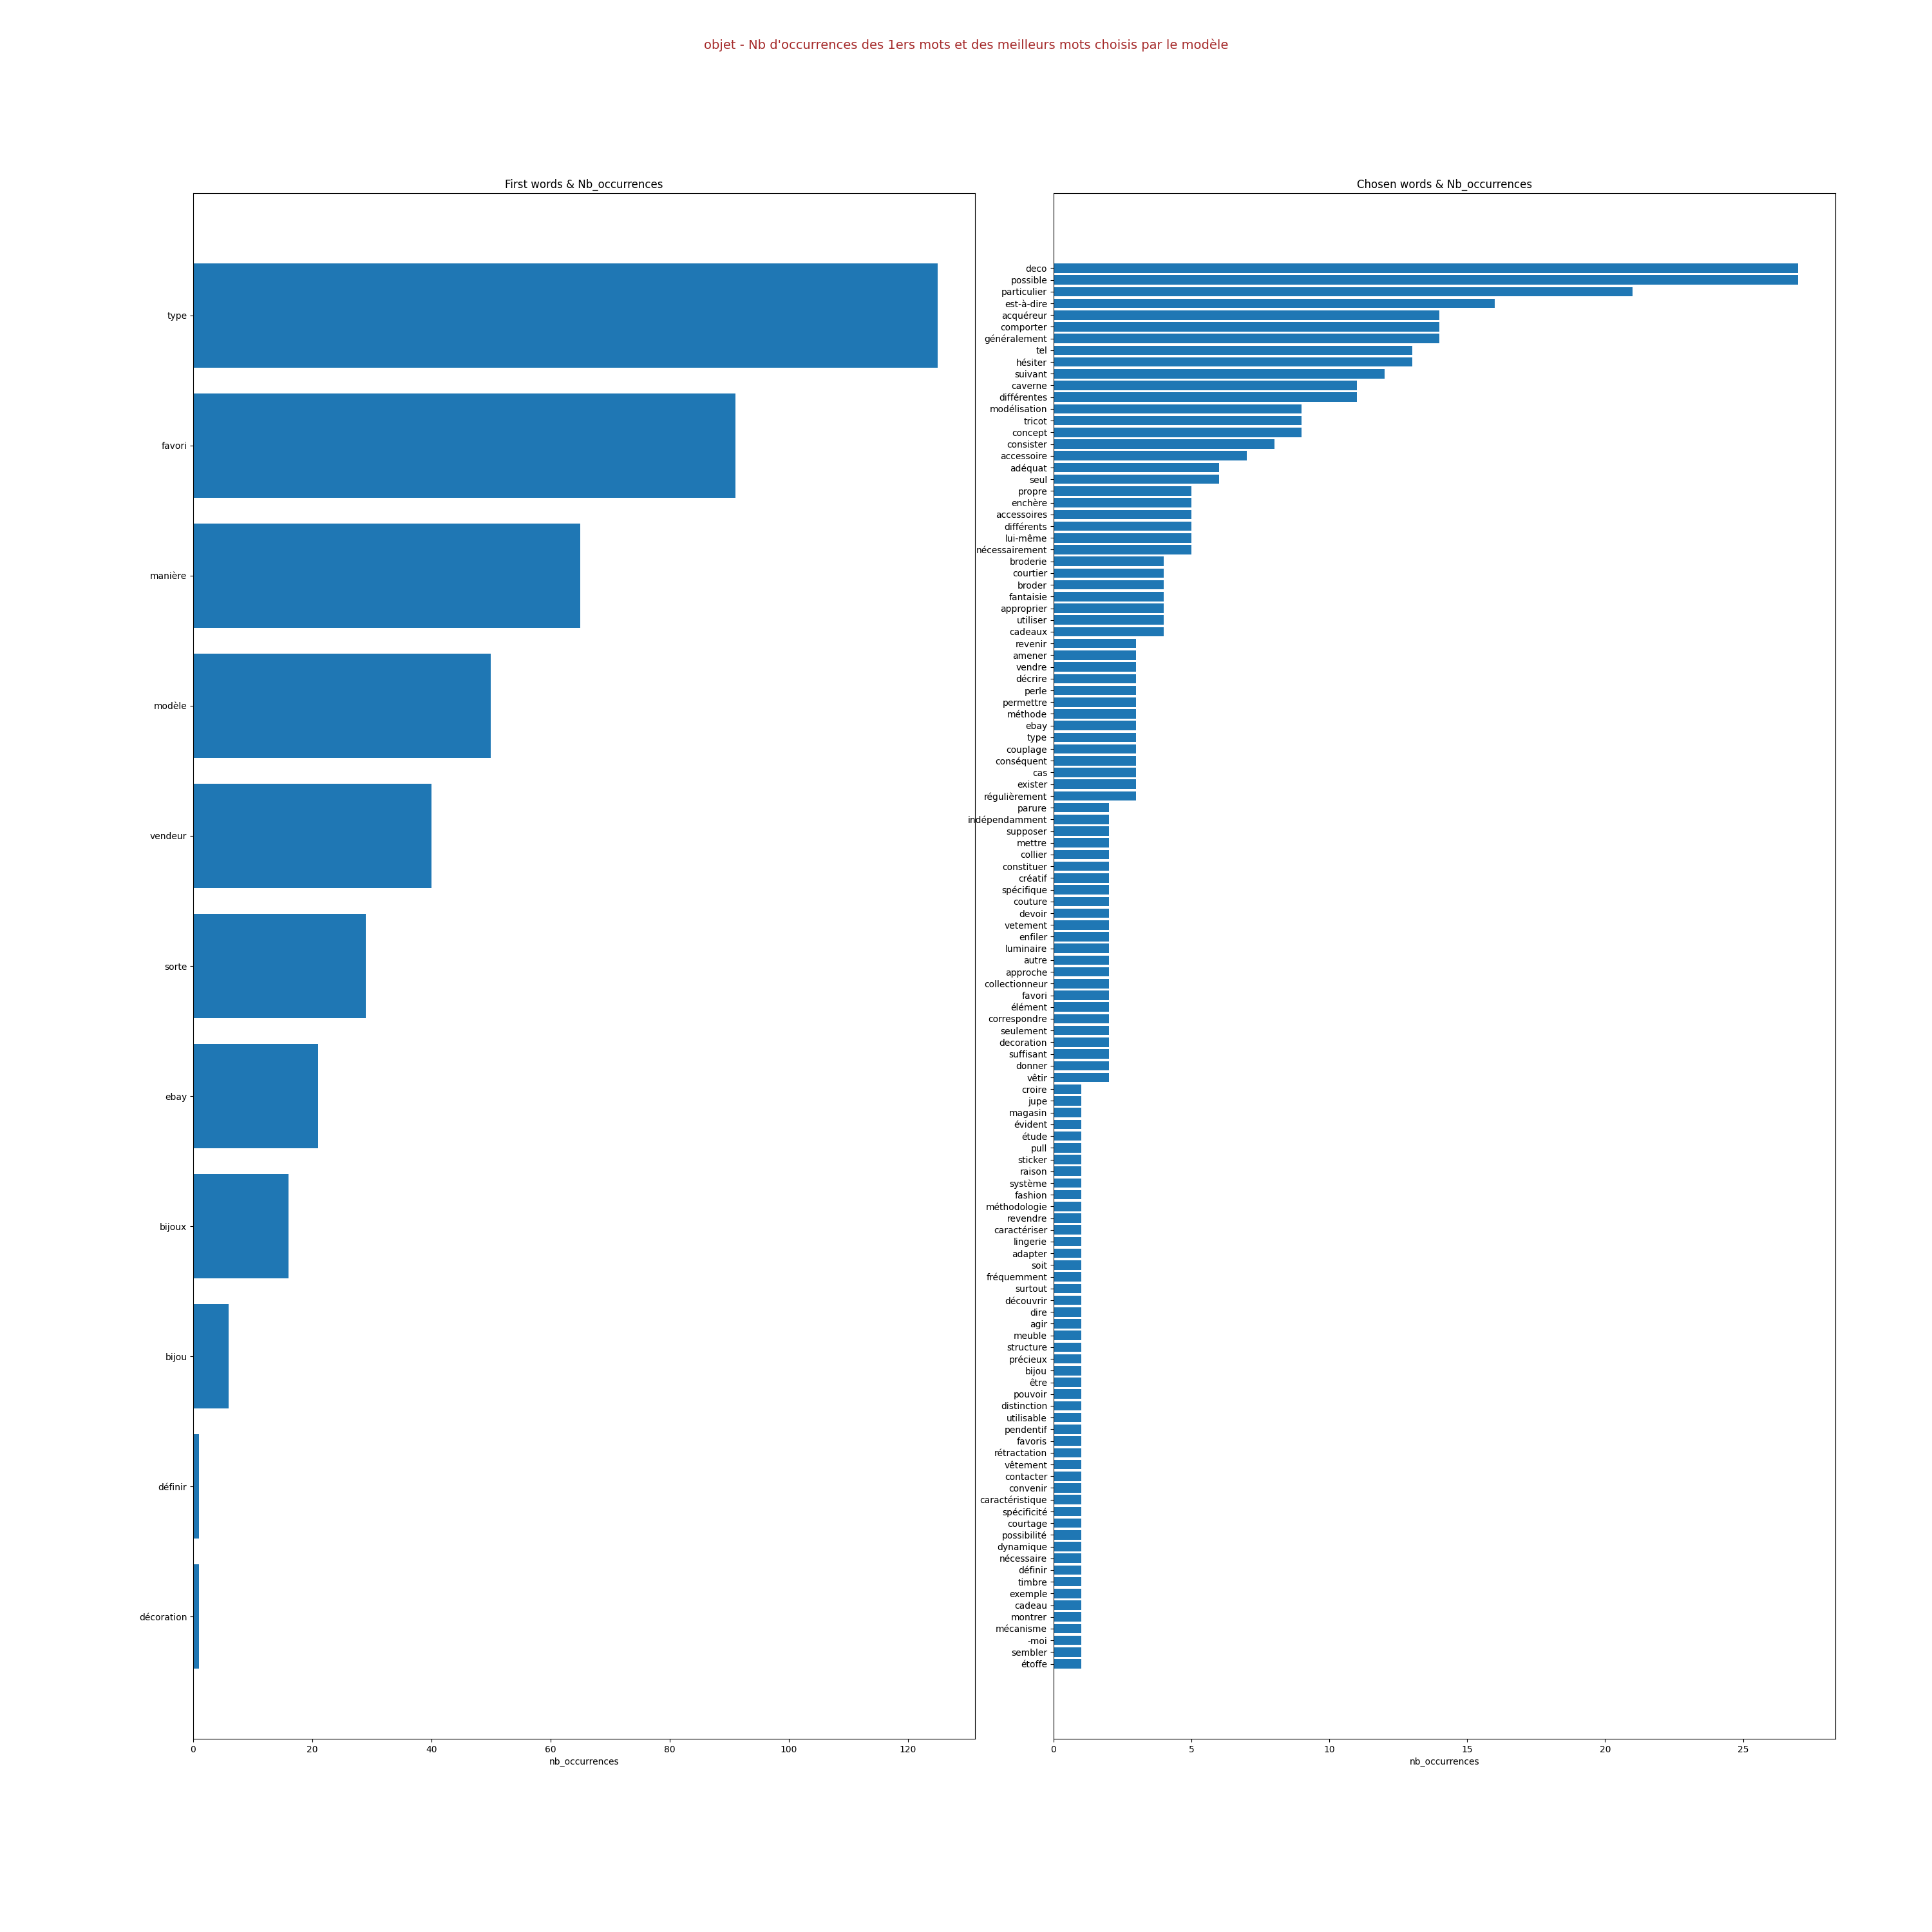 objet - Nb d'occurrences des 1ers mots et des meilleurs mots choisis par le modèle
First words & Nb_occurrences
type
favori
manière
modèle
vendeur
sorte
ebay
bijoux
bijou
définir
décoration
0 20 40 60 80 100 120
nb_occurrences
Chosen words & Nb_occurrences
deco
possible
particulier
est-à-dire
acquéreur
comporter
généralement
tel
hésiter
suivant
caverne
différentes
modélisation
tricot
concept
consister
accessoire
adéquat
seul
propre
enchère
accessoires
différents
lui-même
nécessairement
broderie
courtier
broder
fantaisie
approprier
utiliser
cadeaux
revenir
amener
vendre
décrire
perle
permettre
méthode
ebay
type
couplage
conséquent
cas
exister
régulièrement
parure
indépendamment
supposer
mettre
collier
constituer
créatif
spécifique
couture
devoir
vetement
enfiler
luminaire
autre
approche
collectionneur
favori
élément
correspondre
seulement
decoration
suffisant
donner
vêtir
croire
jupe
magasin
évident
étude
pull
sticker
raison
système
fashion
méthodologie
revendre
caractériser
lingerie
adapter
soit
fréquemment
surtout
découvrir
dire
agir
meuble
structure
précieux
bijou
être
pouvoir
distinction
utilisable
pendentif
favoris
rétractation
vêtement
contacter
convenir
caractéristique
spécificité
courtage
possibilité
dynamique
nécessaire
définir
timbre
exemple
cadeau
montrer
mécanisme
-moi
sembler
étoffe
0 5 10 15 20 25
nb_occurrences